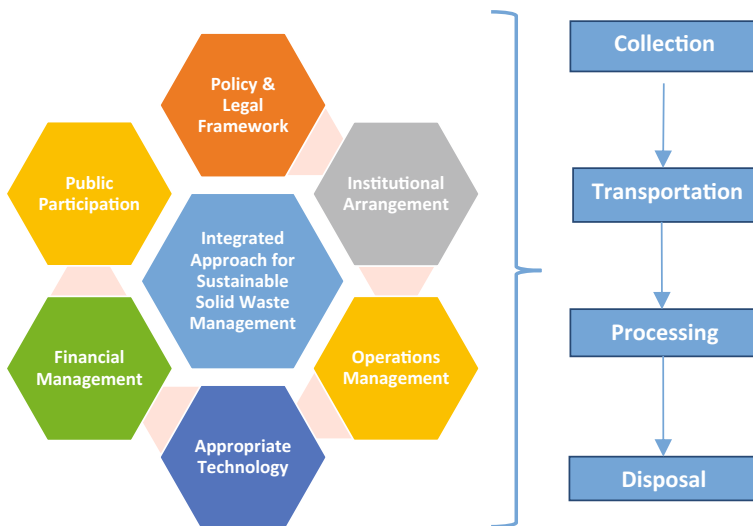 Policy &
Legal
Framework
Public
Participation
Institutional
Arrangement
Integrated
Approach for
Sustainable
Solid Waste
Management
Financial
Management
Operations
Management
Appropriate
Technology
Collection
Transportation
Processing
Disposal